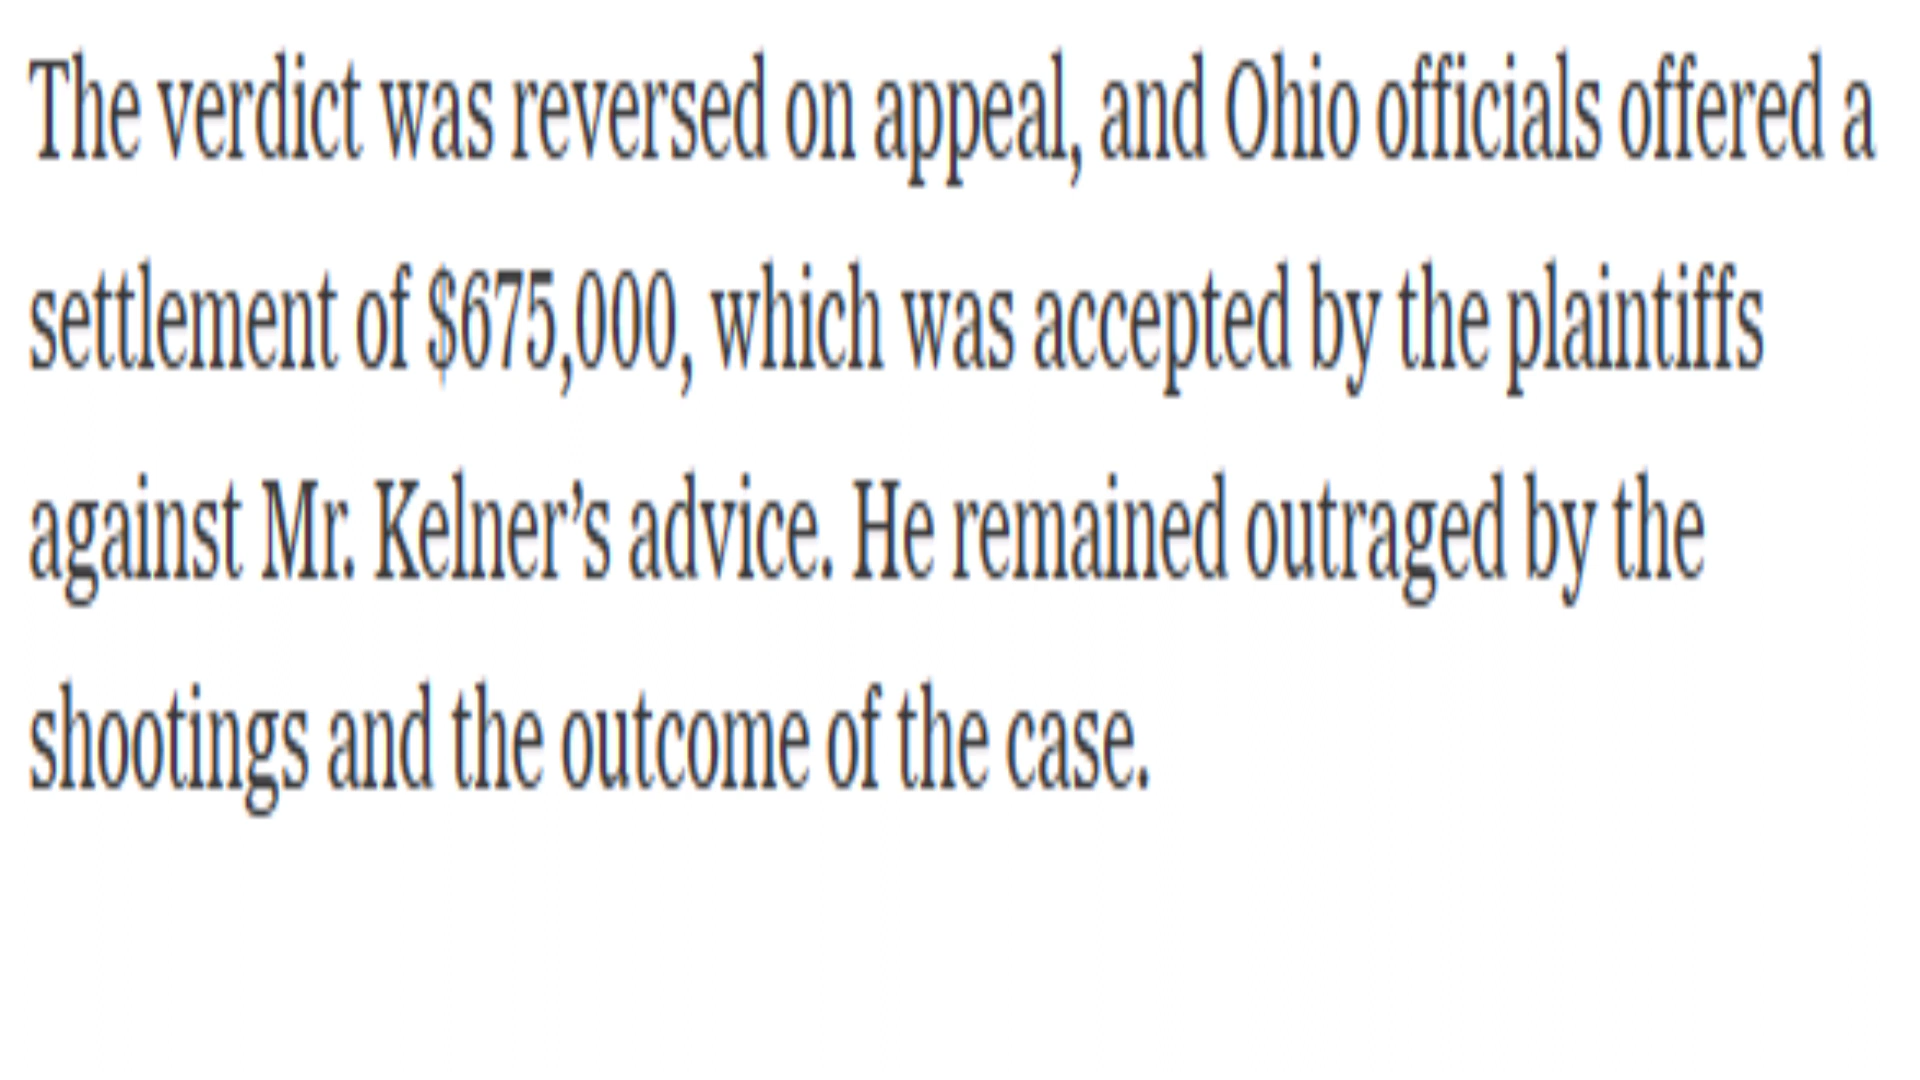 The verdict was reversed on appeal, and Ohio officials offered a
settlement of $675,000, which was accepted by the plaintiffs
against Mr. Kelner’s advice. He remained outraged by the
shootings and the outcome of the case.